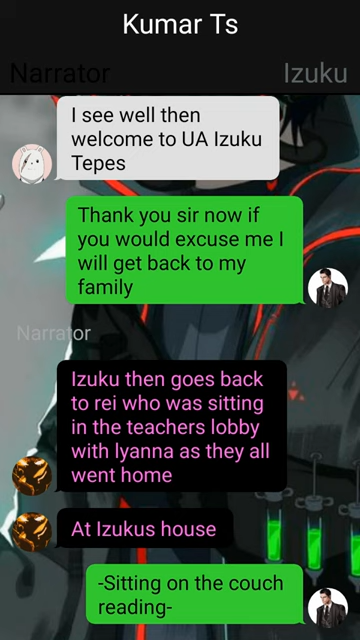 Kumar Ts
Narrator
Izuku
I see well then
welcome to UA Izuku
Tepes
Thank you sir now if
you would excuse me I
will get back to my
family
Narrator
Izuku then goes back
to rei who was sitting
in the teachers lobby
with lyanna as they all
went home
At Izukus house
-Sitting on the couch
reading-